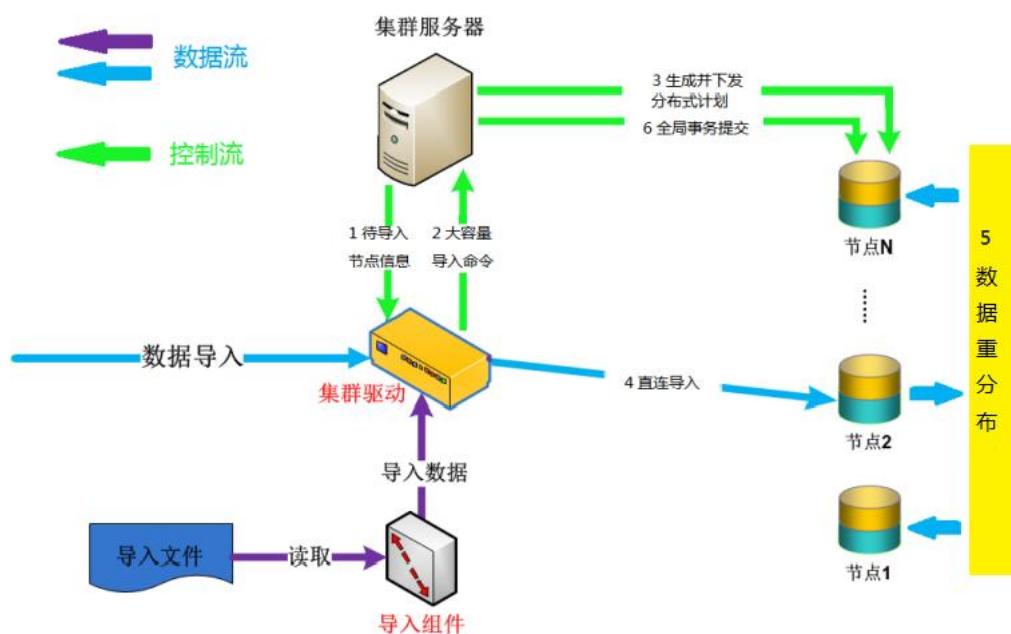 集群服务器
数据流
控制流
3 生成并下发
分布式计划
6 全局事务提交
1 待导入
节点信息
2 大容量
导入命令
节点N
数据导入
集群驱动
4 直连导入
节点2
5
数
据
重
分
布
导入数据
导入文件
读取
导入组件
节点1